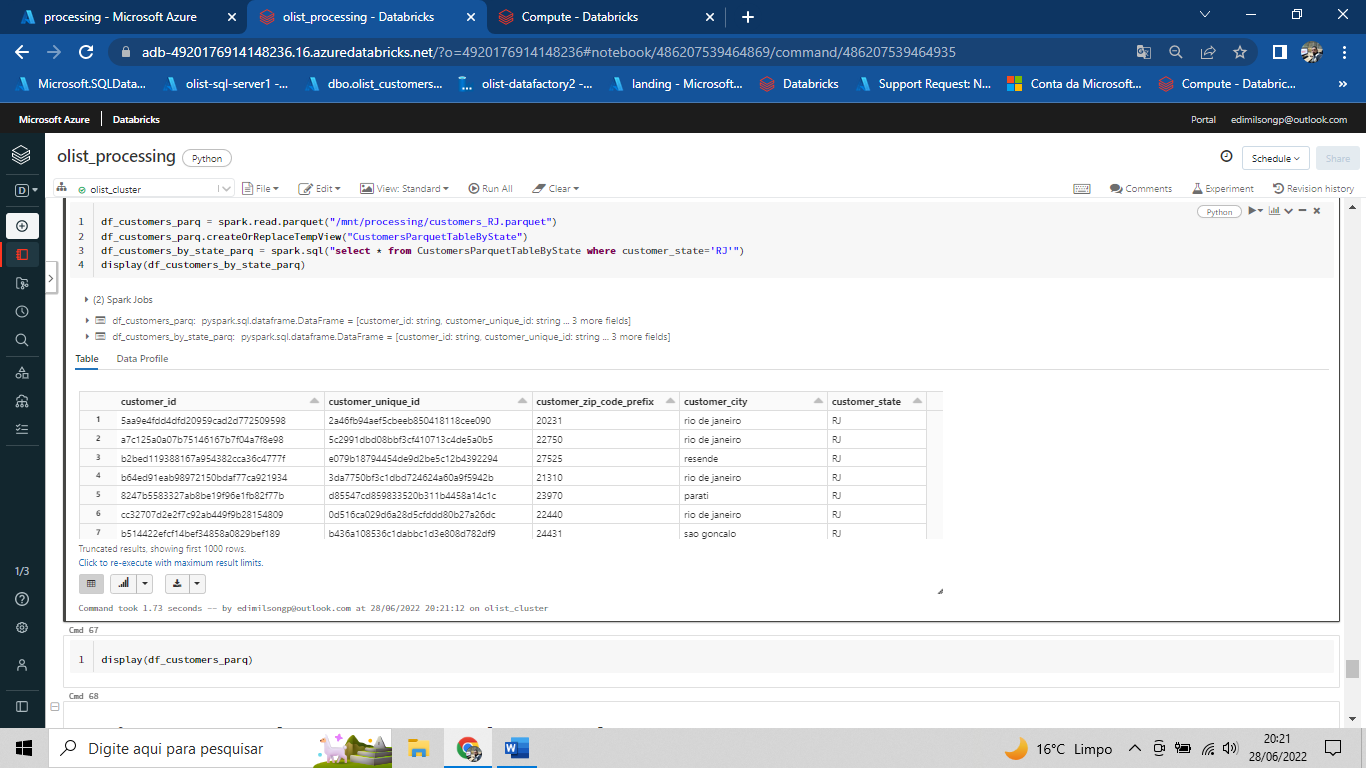 processing - Microsoft Azure
olist_processing - Databricks
Compute - Databricks
adb-4920176914148236.16.azuredatabricks.net/?o=4920176914148236#notebook/486207539464869/command/486207539464935
Microsoft.SQLData...
olist-sql-server1 -...
dbo.olist_customers...
olist-datafactory2 -...
landing - Microsoft...
Databricks
Support Request: N...
Conta da Microsoft...
Compute - Databric...
»
Microsoft Azure
Databricks
Portal
edimilsongp@outlook.com
olist_processing
Python
Schedule
Share
D
olist_cluster
File
Edit
View: Standard
Run All
Clear
Comments
Experiment
Revision history
Python
1 df_customers_parq = spark.read.parquet("/mnt/processing/customers_RJ.parquet")
2 df_customers_parq.createOrReplaceTempView("CustomersParquetTableByState")
3 df_customers_by_state_parq = spark.sql("select * from CustomersParquetTableByState where customer_state='RJ'")
4 display(df_customers_by_state_parq)
(2) Spark Jobs
df_customers_parq: pyspark.sql.dataframe.DataFrame = [customer_id: string, customer_unique_id: string ... 3 more fields]
df_customers_by_state_parq: pyspark.sql.dataframe.DataFrame = [customer_id: string, customer_unique_id: string ... 3 more fields]
Table
Data Profile
customer_id customer_unique_id customer_zip_code_prefix customer_city customer_state
1 5aa9e4fdd4dfd20959cad2d772509598 2a46fb94aef5cbeeb850418118cee090 20231 rio de janeiro RJ
2 a7c125a0a07b75146167b7f04a7f8e98 5c2991dbd08bbf3cf410713c4de5a0b5 22750 rio de janeiro RJ
3 b2bed119388167a954382cca36c4777f e079b18794454de9d2be5c12b4392294 27525 resende RJ
4 b64ed91eab98972150bdaf77ca921934 3da7750bf3c1dbd724624a60a9f5942b 21310 rio de janeiro RJ
5 8247b5583327ab8be19f96e1fb82f77b d85547cd859833520b311b4458a14c1c 23970 parati RJ
6 cc32707d2e2f7c92ab449f9b28154809 0d516ca029d6a28d5cfddd80b27a26dc 22440 rio de janeiro RJ
7 b514422efcf14bef34858a0829bef189 b436a108536c1dabbc1d3e808d782df9 24431 sao goncalo RJ
Truncated results, showing first 1000 rows.
Click to re-execute with maximum result limits.
Command took 1.73 seconds -- by edimilsongp@outlook.com at 28/06/2022 20:21:12 on olist_cluster
1/3
Cmd 67
1 display(df_customers_parq)
Cmd 68
Digite aqui para pesquisar
16°C Limpo
20:21
28/06/2022